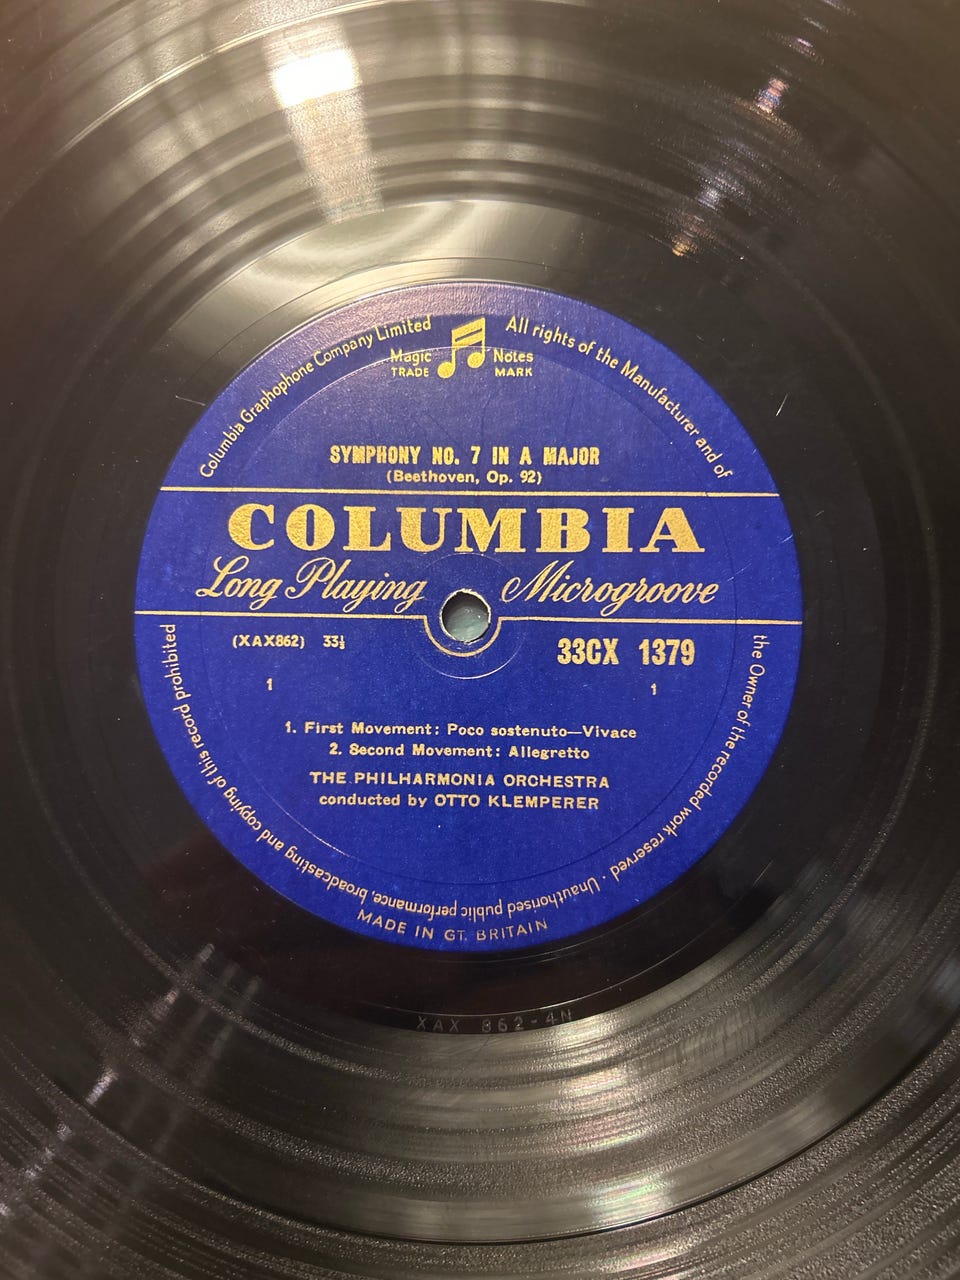 Columbia Graphophone Company Limited
All rights of the Manufacturer and of
the Owner of the recorded work reserved · Unauthorised public performance, broadcasting and copying of this record prohibited
Magic Notes
TRADE MARK
SYMPHONY NO. 7 IN A MAJOR
(Beethoven, Op. 92)
COLUMBIA
Long Playing Microgroove
(XAX862) 33⅓ 33CX 1379
1 1
1. First Movement: Poco sostenuto—Vivace
2. Second Movement: Allegretto
THE PHILHARMONIA ORCHESTRA
conducted by OTTO KLEMPERER
MADE IN GT. BRITAIN
XAX 862-4N